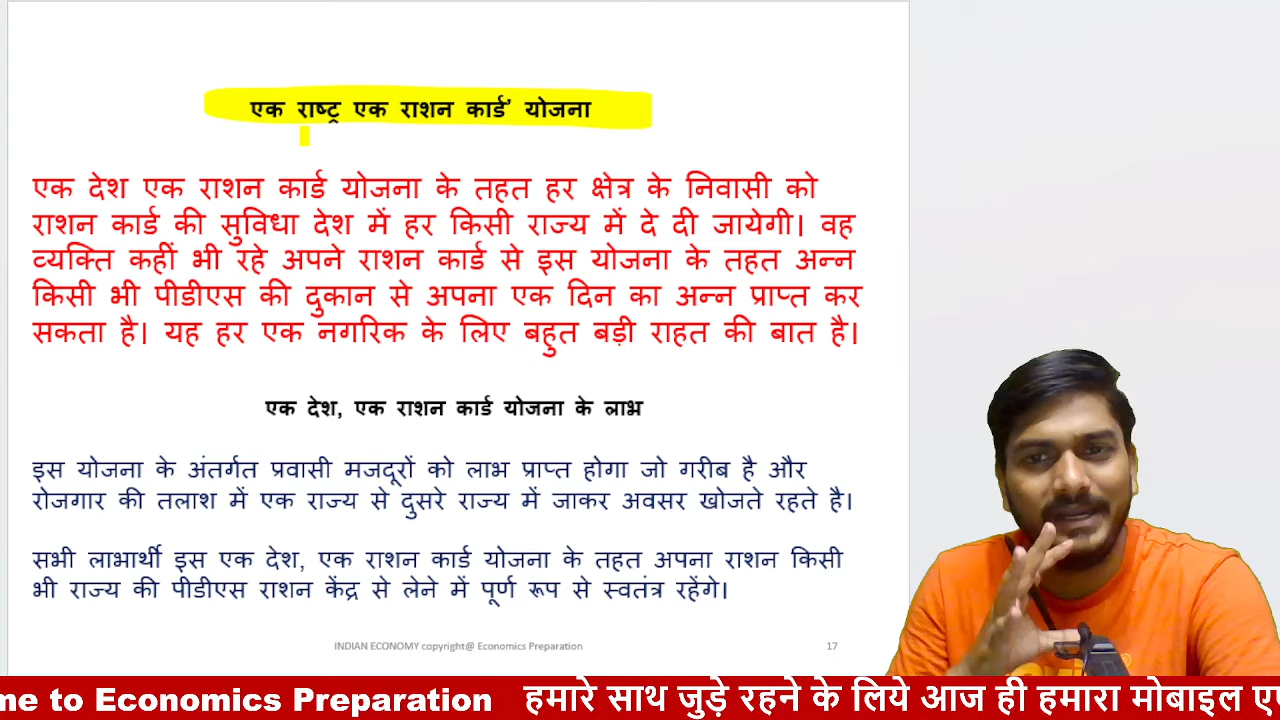 एक राष्ट्र एक राशन कार्ड’ योजना
एक देश एक राशन कार्ड योजना के तहत हर क्षेत्र के निवासी को
राशन कार्ड की सुविधा देश में हर किसी राज्य में दे दी जायेगी। वह
व्यक्ति कहीं भी रहे अपने राशन कार्ड से इस योजना के तहत अन्न
किसी भी पीडीएस की दुकान से अपना एक दिन का अन्न प्राप्त कर
सकता है। यह हर एक नगरिक के लिए बहुत बड़ी राहत की बात है।
एक देश, एक राशन कार्ड योजना के लाभ
इस योजना के अंतर्गत प्रवासी मजदूरों को लाभ प्राप्त होगा जो गरीब है और
रोजगार की तलाश में एक राज्य से दुसरे राज्य में जाकर अवसर खोजते रहते है।
सभी लाभार्थी इस एक देश, एक राशन कार्ड योजना के तहत अपना राशन किसी
भी राज्य की पीडीएस राशन केंद्र से लेने में पूर्ण रूप से स्वतंत्र रहेंगे।
INDIAN ECONOMY copyright@ Economics Preparation 17
me to Economics Preparation हमारे साथ जुड़े रहने के लिये आज ही हमारा मोबाइल ए